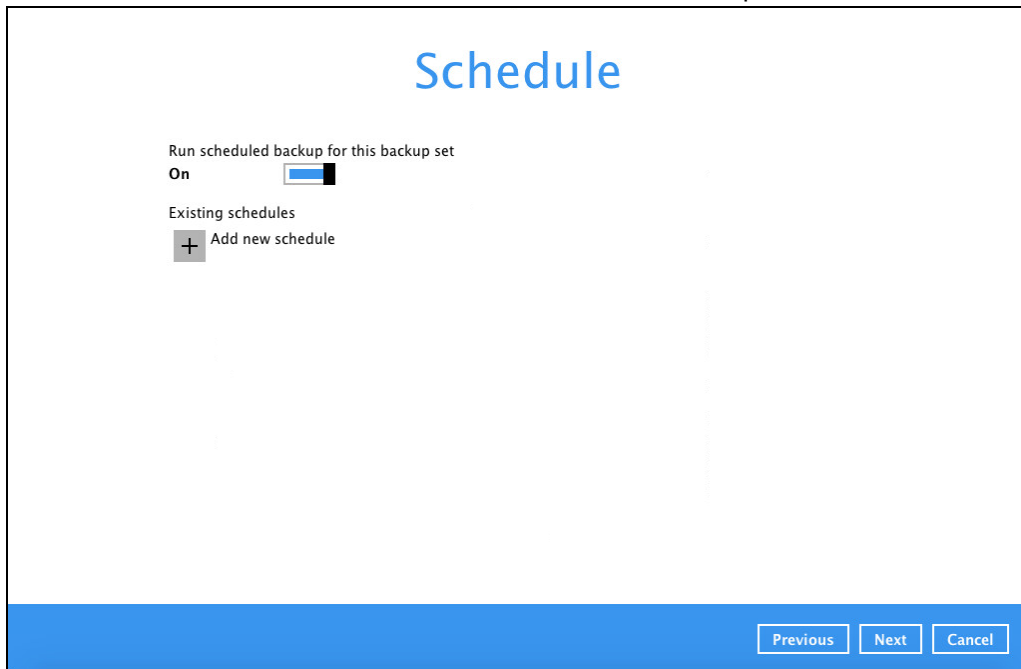 Schedule
Run scheduled backup for this backup set
On
Existing schedules
+ Add new schedule
Previous Next Cancel